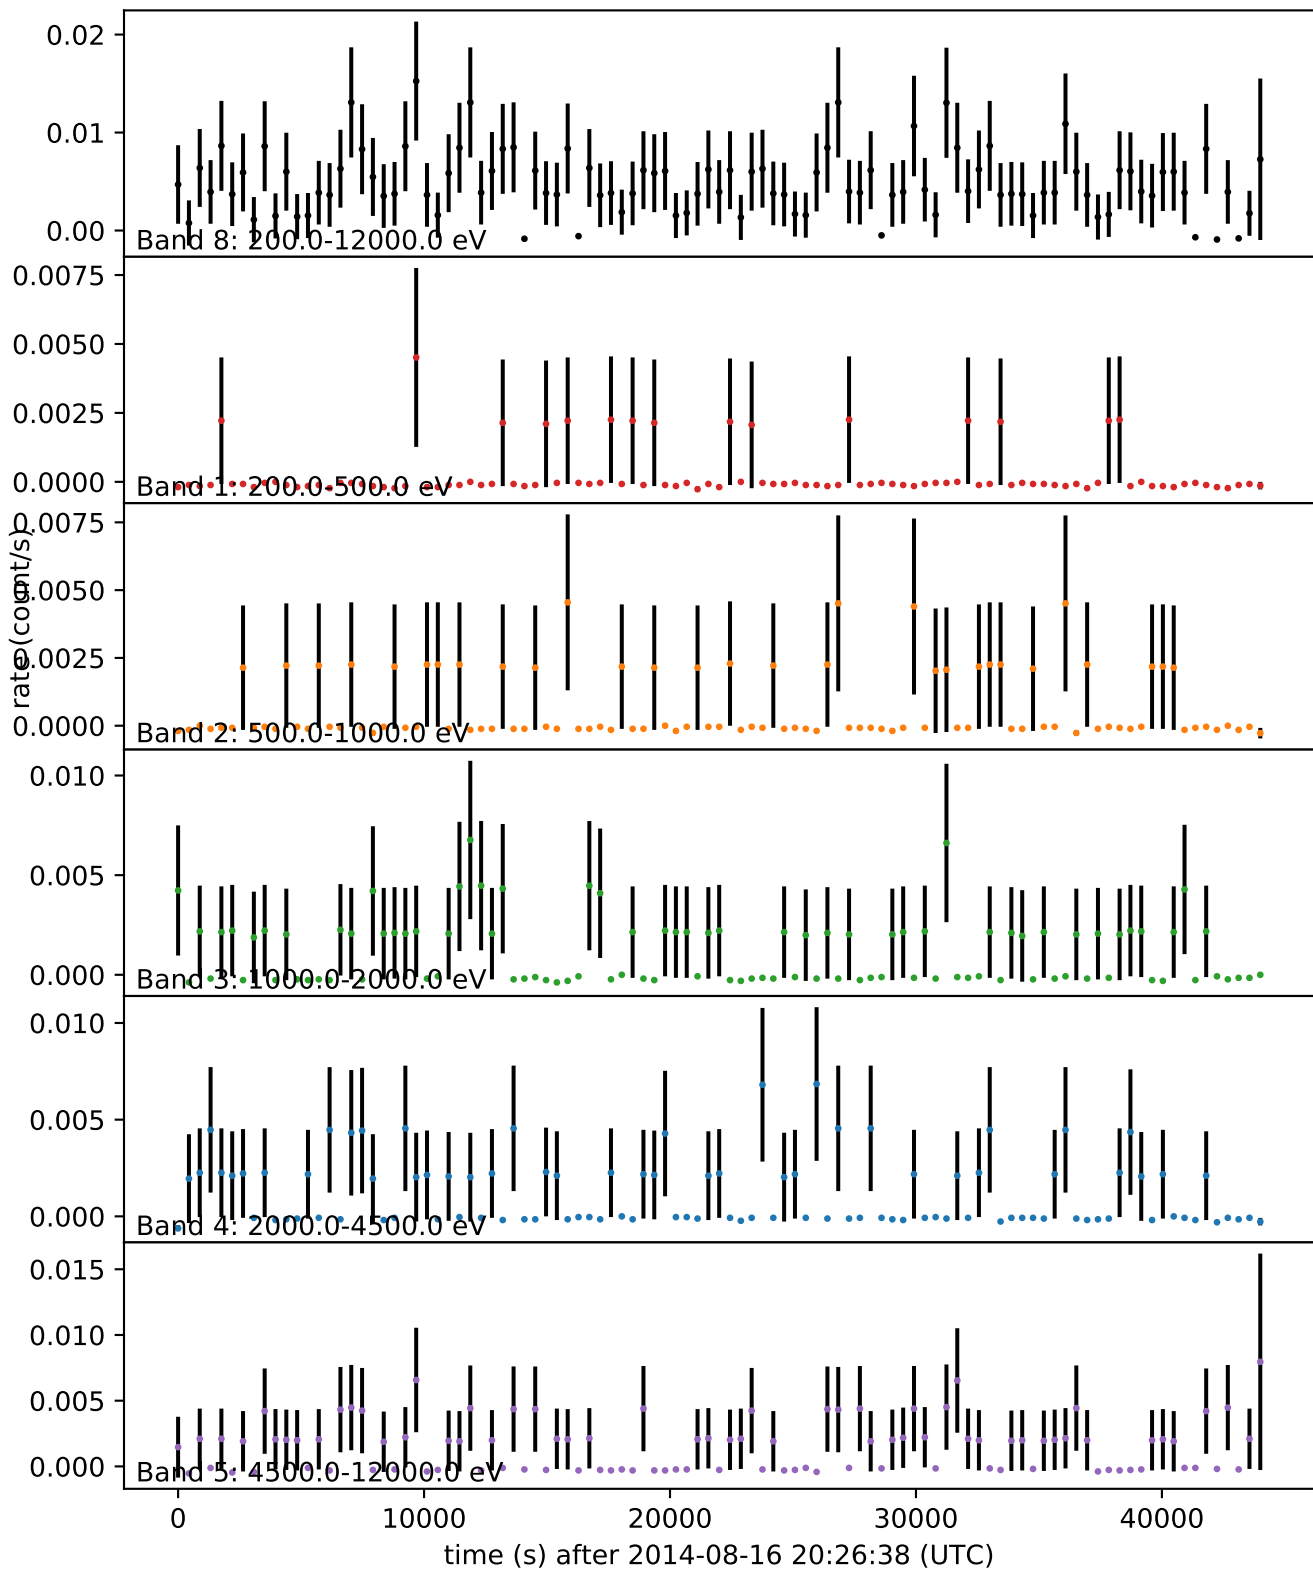 0.02
0.01
0.00
Band 8: 200.0-12000.0 eV
0.0075
0.0050
0.0025
0.0000
Band 1: 200.0-500.0 eV
rate (count/s)
0.0075
0.0050
0.0025
0.0000
Band 2: 500.0-1000.0 eV
0.010
0.005
0.000
Band 3: 1000.0-2000.0 eV
0.010
0.005
0.000
Band 4: 2000.0-4500.0 eV
0.015
0.010
0.005
0.000
Band 5: 4500.0-12000.0 eV
0 10000 20000 30000 40000
time (s) after 2014-08-16 20:26:38 (UTC)